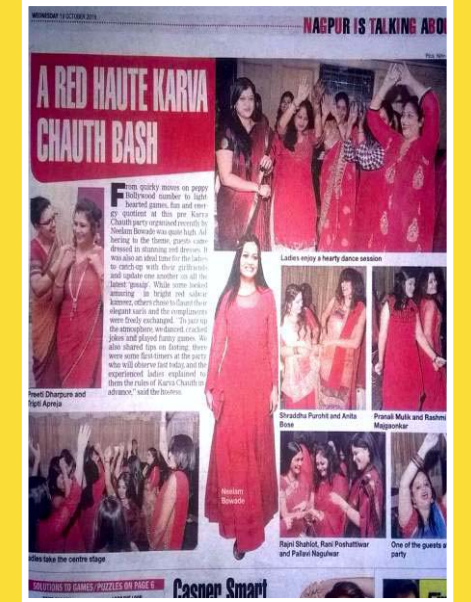 WEDNESDAY 19 OCTOBER 2016
NAGPUR IS TALKING ABO
A RED HAUTE KARVA
CHAUTH BASH
From quirky moves on peppy
Bollywood number to light
hearted games, fun and ener-
gy quotient at this pre Karva
Chauth party organised recently by
Neelam Bowade was quite high. Ad
hering to the theme, guests came
dressed in stunning red dresses. It
was also an ideal time for the ladies
to catch-up with their girlfriends
and update one another on all the
latest 'gossip'. While some looked
amazing in bright red salwar
kameez, others chose to flaunt their
elegant saris and the compliments
were freely exchanged. "To pair up
the atmosphere, we danced, cracked
jokes and played funny games. We
also shared tips on fasting, there
were some first-timers at the party
who will observe fast today, and the
experienced ladies explained to
them the rules of Karva Chauth in
advance," said the hostess.
Ladies enjoy a hearty dance session
Preeti Dharpure and
Tripti Apreja
Shraddha Purohit and Anita
Bose
Pranali Mulik and Rashmi
Majgaonkar
Neelam
Bowade
Rajni Shahlot, Rani Poshattiwar
and Pallavi Nagulwar
One of the guests a
party
adies take the centre stage
SOLUTIONS TO GAMES/PUZZLES ON PAGE 6
Casper Smart